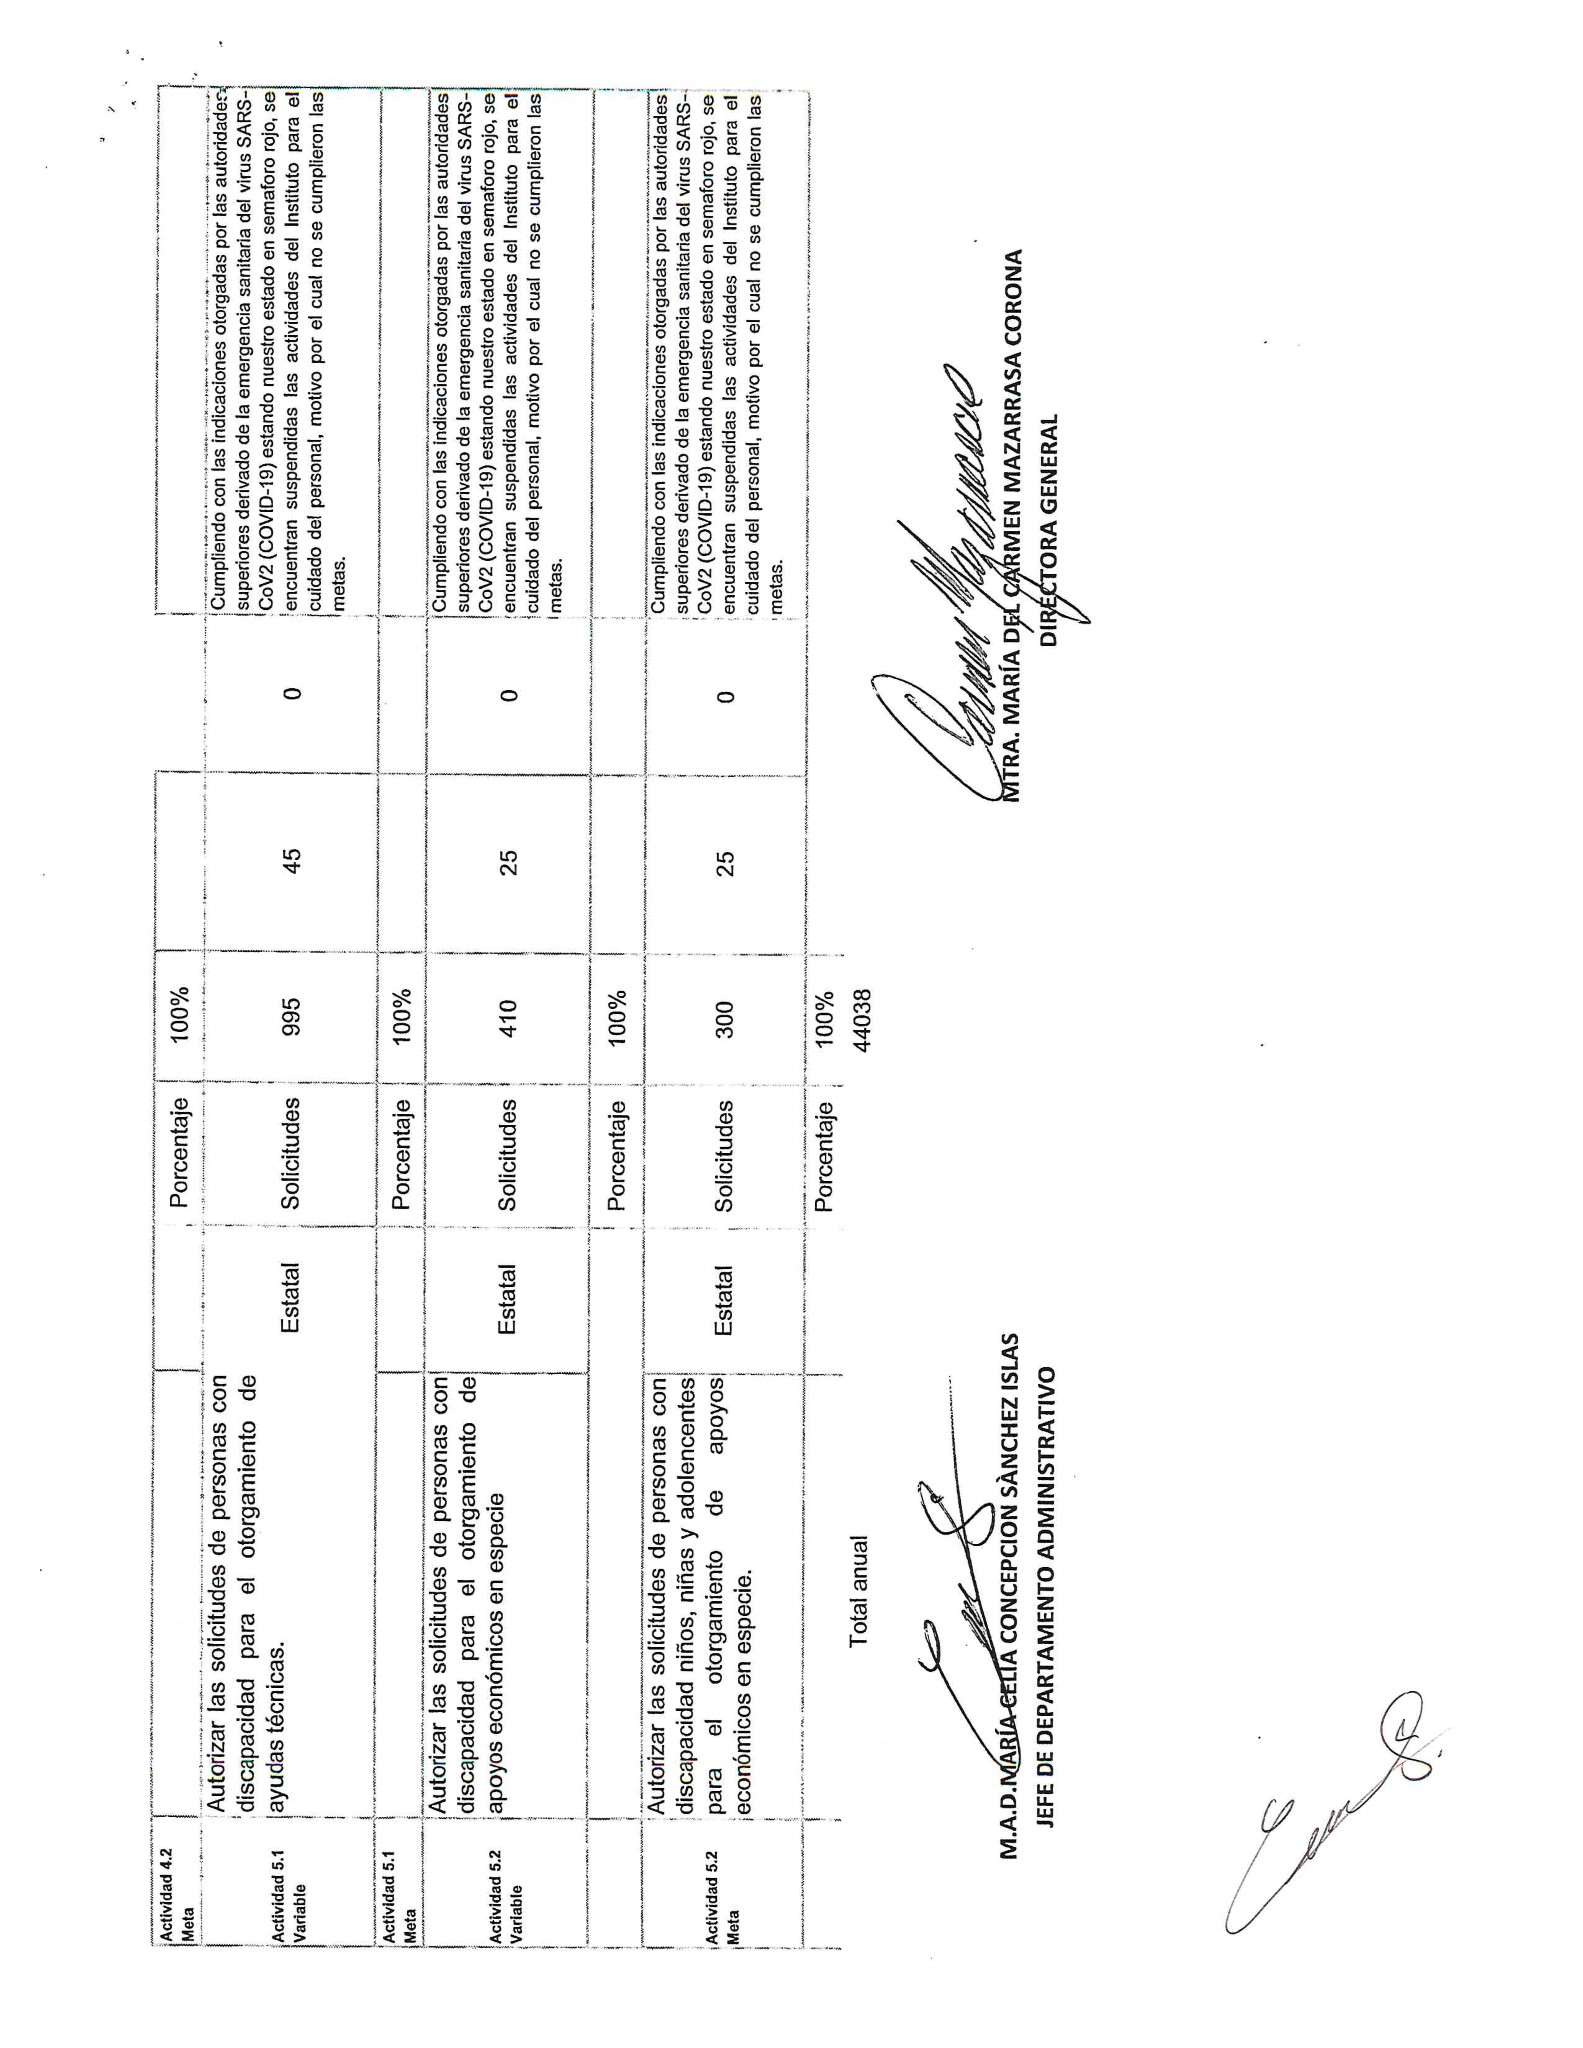 Actividad 4.2
Meta
Porcentaje
100%
Actividad 5.1
Variable
Autorizar las solicitudes de personas con
discapacidad para el otorgamiento de
ayudas técnicas.
Estatal
Solicitudes
995
45
0
Cumpliendo con las indicaciones otorgadas por las autoridades
superiores derivado de la emergencia sanitaria del virus SARS-
CoV2 (COVID-19) estando nuestro estado en semaforo rojo, se
encuentran suspendidas las actividades del Instituto para el
cuidado del personal, motivo por el cual no se cumplieron las
metas.
Actividad 5.1
Meta
Porcentaje
100%
Actividad 5.2
Variable
Autorizar las solicitudes de personas con
discapacidad para el otorgamiento de
apoyos económicos en especie
Estatal
Solicitudes
410
25
0
Cumpliendo con las indicaciones otorgadas por las autoridades
superiores derivado de la emergencia sanitaria del virus SARS-
CoV2 (COVID-19) estando nuestro estado en semaforo rojo, se
encuentran suspendidas las actividades del Instituto para el
cuidado del personal, motivo por el cual no se cumplieron las
metas.
Porcentaje
100%
Actividad 5.2
Meta
Autorizar las solicitudes de personas con
discapacidad niños, niñas y adolencentes
para el otorgamiento de apoyos
económicos en especie.
Estatal
Solicitudes
300
25
0
Cumpliendo con las indicaciones otorgadas por las autoridades
superiores derivado de la emergencia sanitaria del virus SARS-
CoV2 (COVID-19) estando nuestro estado en semaforo rojo, se
encuentran suspendidas las actividades del Instituto para el
cuidado del personal, motivo por el cual no se cumplieron las
metas.
Porcentaje
100%
Total anual
44038
M.A.D.MARÍA CELIA CONCEPCION SÀNCHEZ ISLAS
JEFE DE DEPARTAMENTO ADMINISTRATIVO
MTRA. MARÍA DEL CARMEN MAZARRASA CORONA
DIRECTORA GENERAL